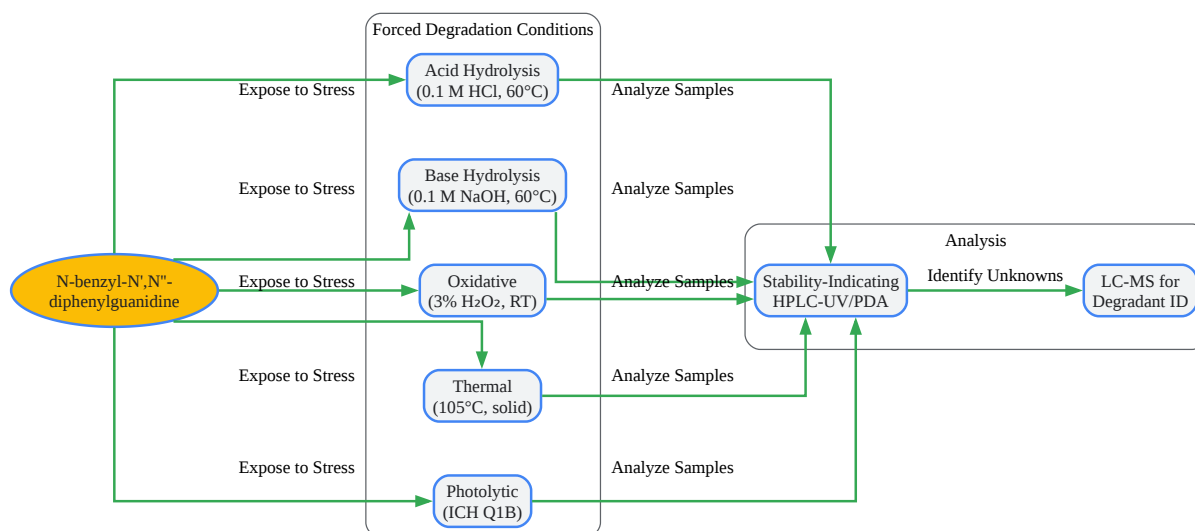 Forced Degradation Conditions
Acid Hydrolysis
(0.1 M HCl, 60°C)
Expose to Stress
Analyze Samples
Base Hydrolysis
(0.1 M NaOH, 60°C)
Expose to Stress
Analyze Samples
Analysis
N-benzyl-N',N''-
diphenylguanidine
Expose to Stress
Oxidative
(3% H₂O₂, RT)
Analyze Samples
Stability-Indicating
HPLC-UV/PDA
Identify Unknowns
LC-MS for
Degradant ID
Expose to Stress
Thermal
(105°C, solid)
Analyze Samples
Expose to Stress
Photolytic
(ICH Q1B)
Analyze Samples